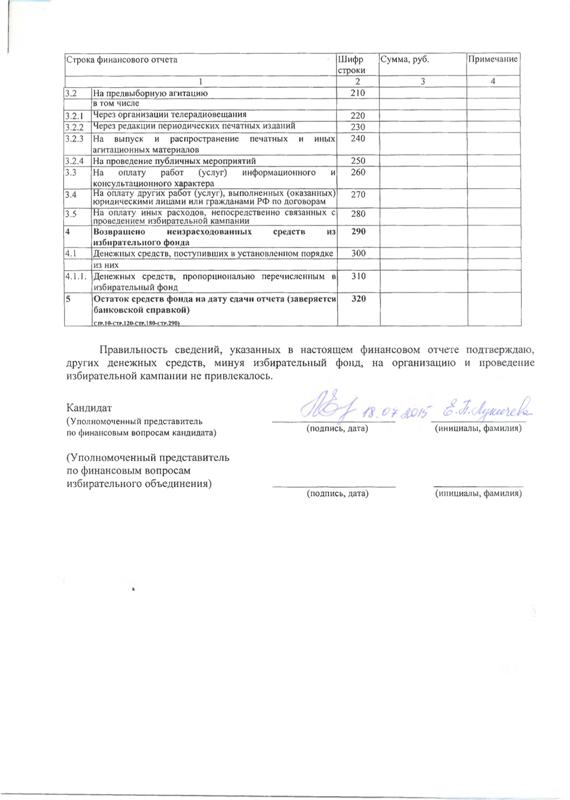 Строка финансового отчета Шифр строки Сумма, руб. Примечание
1 2 3 4
3.2 На предвыборную агитацию 210
в том числе
3.2.1 Через организации телерадиовещания 220
3.2.2 Через редакции периодических печатных изданий 230
3.2.3 На выпуск и распространение печатных и иных 240
агитационных материалов
3.2.4 На проведение публичных мероприятий 250
3.3 На оплату работ (услуг) информационного и 260
консультационного характера
3.4 На оплату других работ (услуг), выполненных (оказанных) 270
юридическими лицами или гражданами РФ по договорам
3.5 На оплату иных расходов, непосредственно связанных с 280
проведением избирательной кампании
4 Возвращено неизрасходованных средств из 290
избирательного фонда
4.1 Денежных средств, поступивших в установленном порядке 300
из них
4.1.1. Денежных средств, пропорционально перечисленным в 310
избирательный фонд
5 Остаток средств фонда на дату сдачи отчета (заверяется 320
банковской справкой)
(стр.10-стр.120-стр.180-стр.290)
Правильность сведений, указанных в настоящем финансовом отчете подтверждаю,
других денежных средств, минуя избирательный фонд, на организацию и проведение
избирательной кампании не привлекалось.
Кандидат 18.07.2015 Е.П.
(Уполномоченный представитель
по финансовым вопросам кандидата)
(подпись, дата) (инициалы, фамилия)
(Уполномоченный представитель
по финансовым вопросам
избирательного объединения)
(подпись, дата) (инициалы, фамилия)